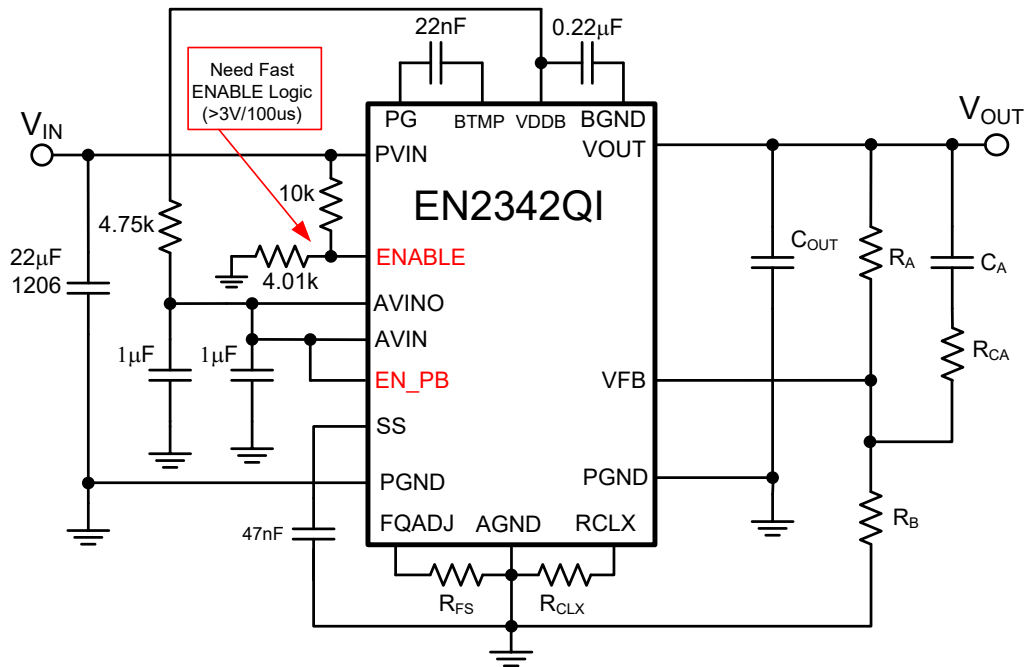 22nF
0.22μF
Need Fast
ENABLE Logic
(>3V/100us)
PG
BTMP
VDDB
BGND
VIN
VOUT
PVIN
VOUT
10k
EN2342QI
4.75k
22μF
1206
ENABLE
4.01k
COUT
RA
CA
AVINO
AVIN
1μF
1μF
RCA
EN_PB
VFB
SS
PGND
PGND
47nF
FQADJ
AGND
RCLX
RB
RFS
RCLX